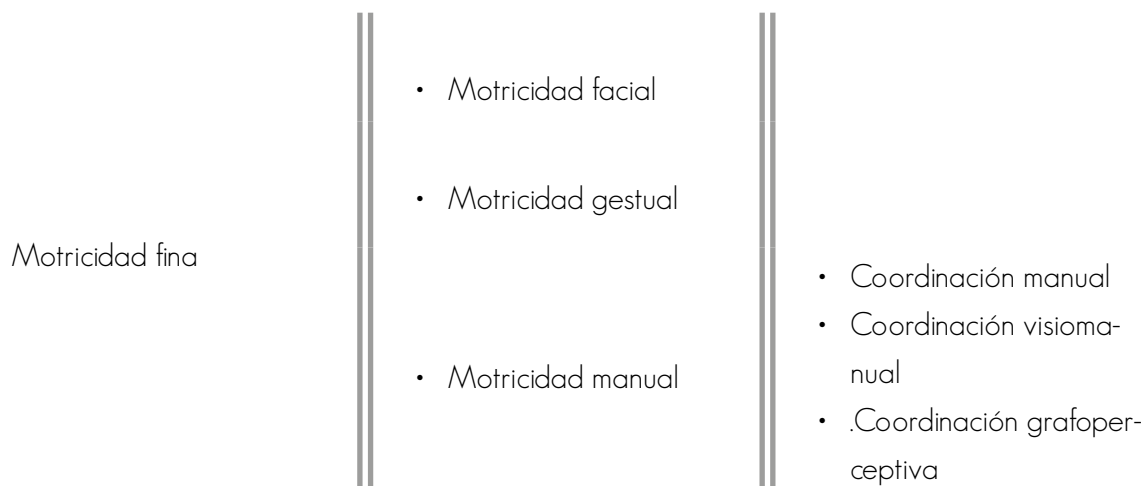 Motricidad fina
• Motricidad facial
• Motricidad gestual
• Motricidad manual
• Coordinación manual
• Coordinación visioma-
nual
• .Coordinación grafoper-
ceptiva